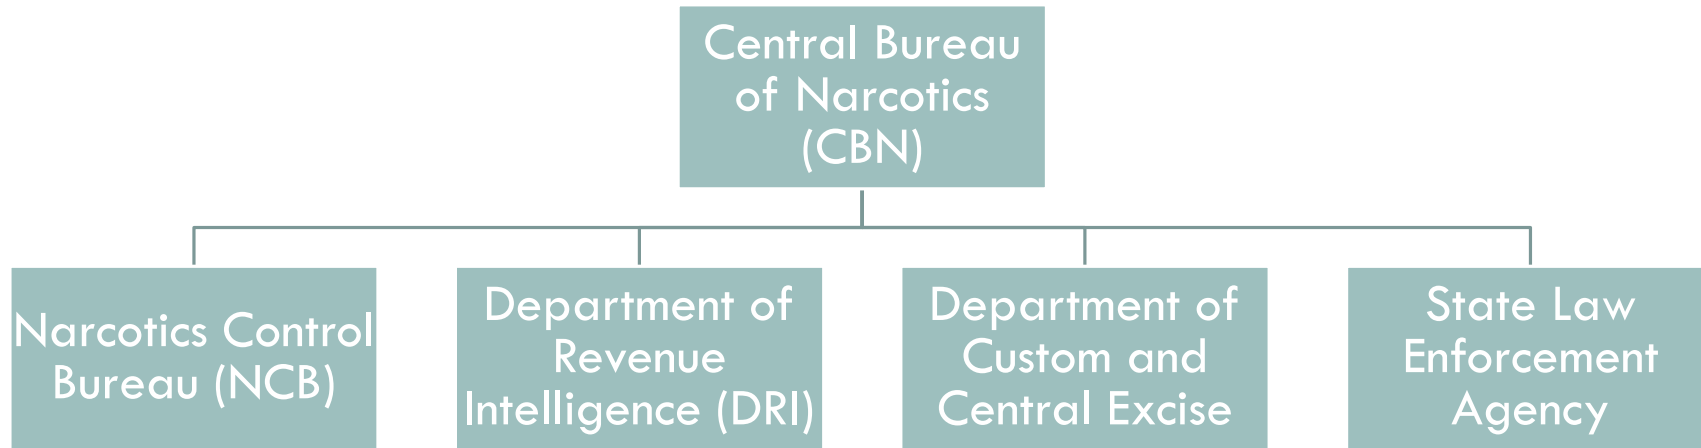 Central Bureau
of Narcotics
(CBN)
Narcotics Control
Bureau (NCB)
Department of
Revenue
Intelligence (DRI)
Department of
Custom and
Central Excise
State Law
Enforcement
Agency